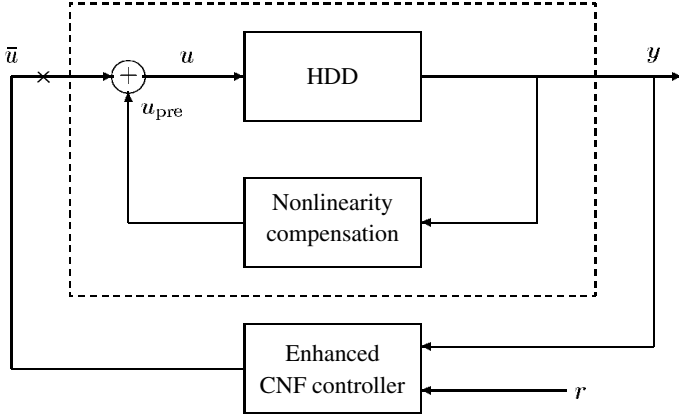 ū
u
HDD
y
+
u_pre
Nonlinearity
compensation
Enhanced
CNF controller
r